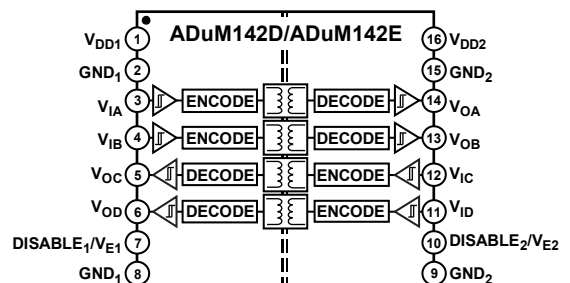 ADuM142D/ADuM142E
VDD1 1 16 VDD2
GND1 2 15 GND2
VIA 3 ENCODE DECODE 14 VOA
VIB 4 ENCODE DECODE 13 VOB
VOC 5 DECODE ENCODE 12 VIC
VOD 6 DECODE ENCODE 11 VID
DISABLE1/VE1 7 10 DISABLE2/VE2
GND1 8 9 GND2